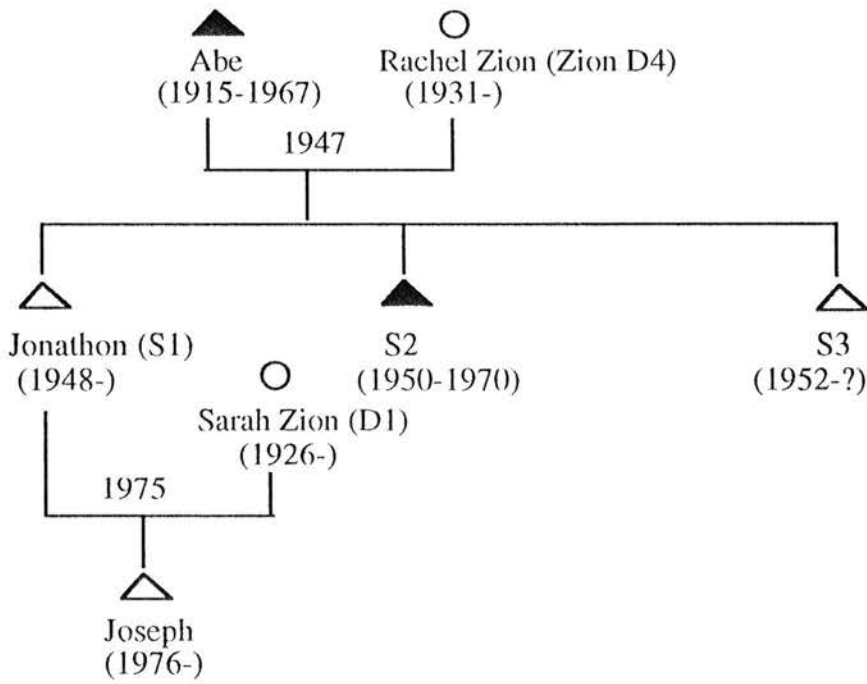 Abe
(1915-1967)
Rachel Zion (Zion D4)
(1931-)
1947
Jonathon (S1)
(1948-)
S2
(1950-1970)
S3
(1952-?)
Sarah Zion (D1)
(1926-)
1975
Joseph
(1976-)